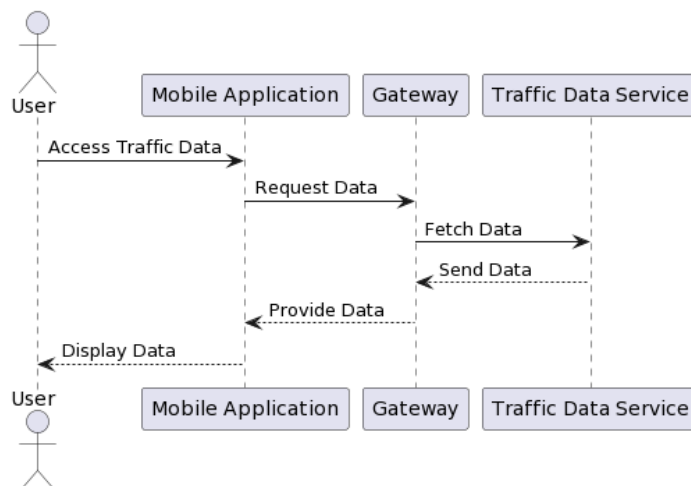 User
Mobile Application
Gateway
Traffic Data Service
Access Traffic Data
Request Data
Fetch Data
Send Data
Provide Data
Display Data
User
Mobile Application
Gateway
Traffic Data Service